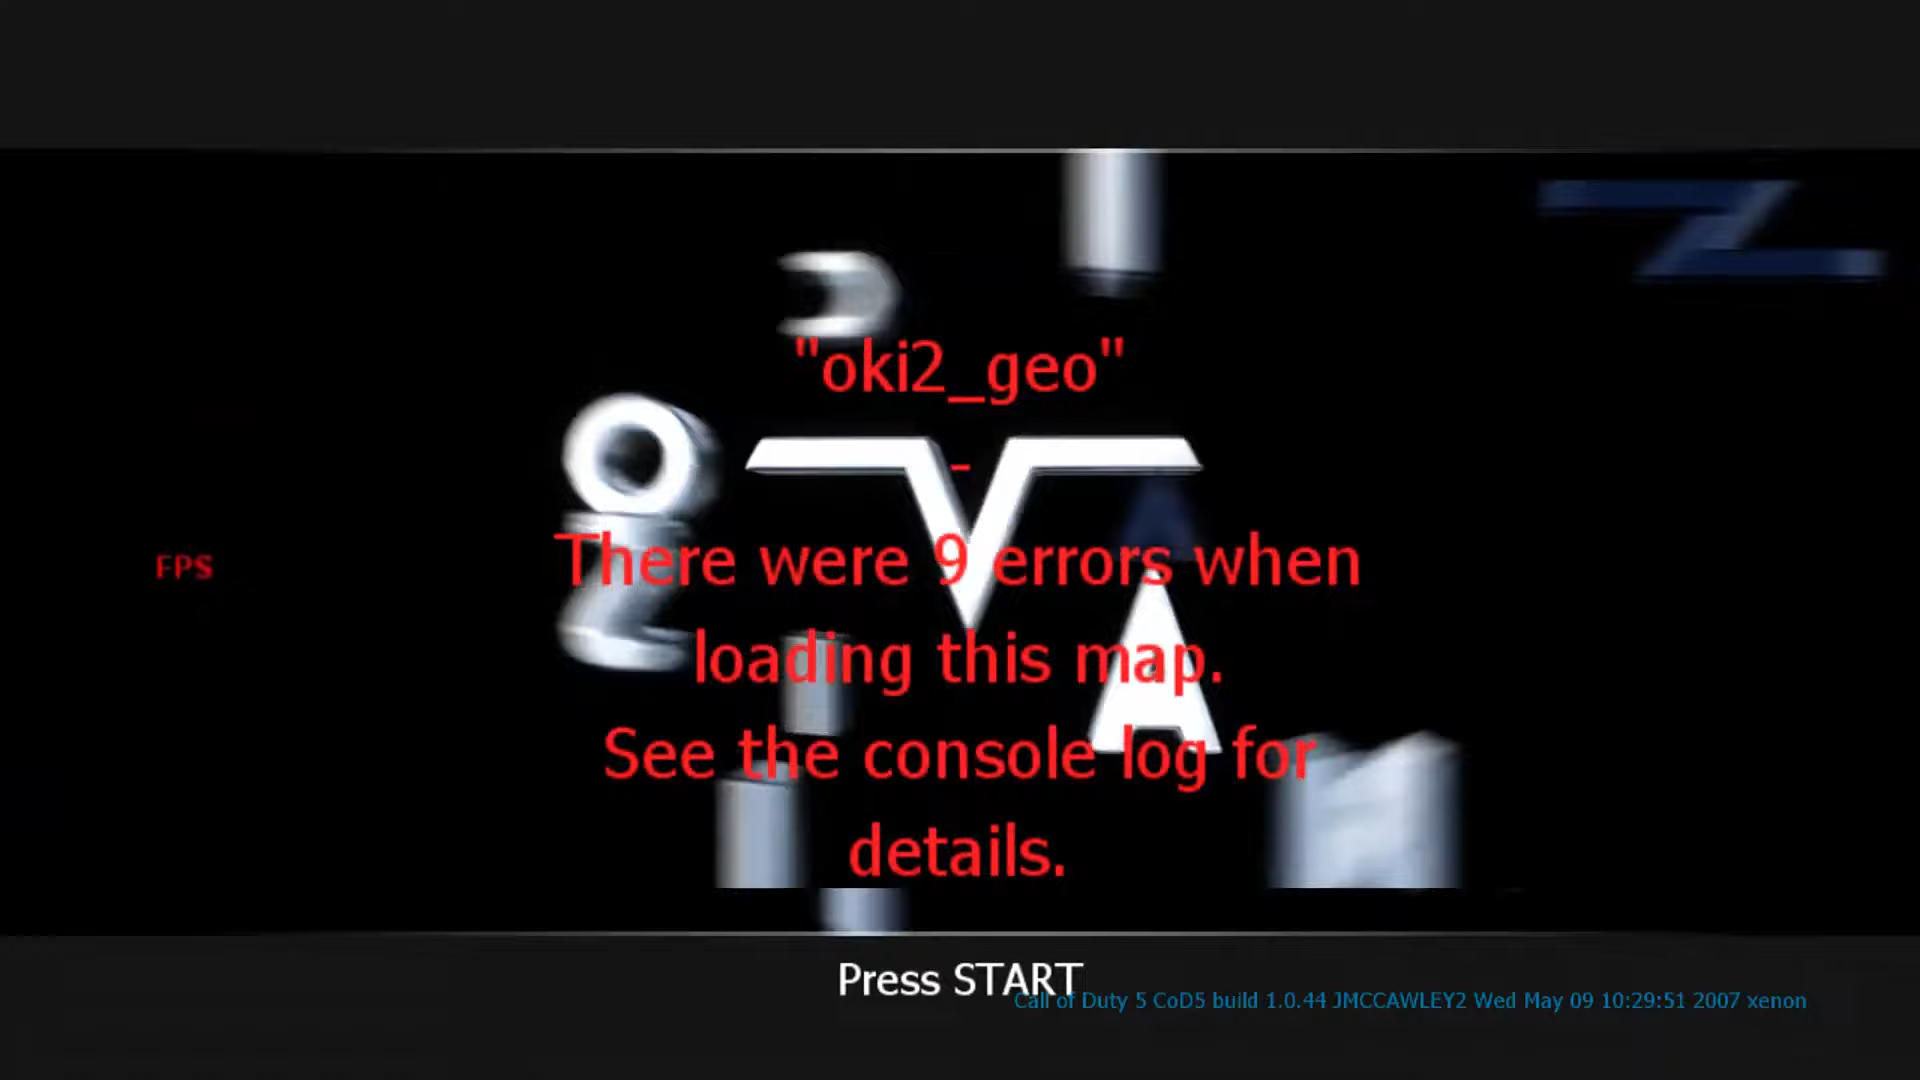 "oki2_geo"
-
There were 9 errors when
loading this map.
See the console log for
details.
FPS
Press START
Call of Duty 5 CoD5 build 1.0.44 JMCCAWLEY2 Wed May 09 10:29:51 2007 xenon